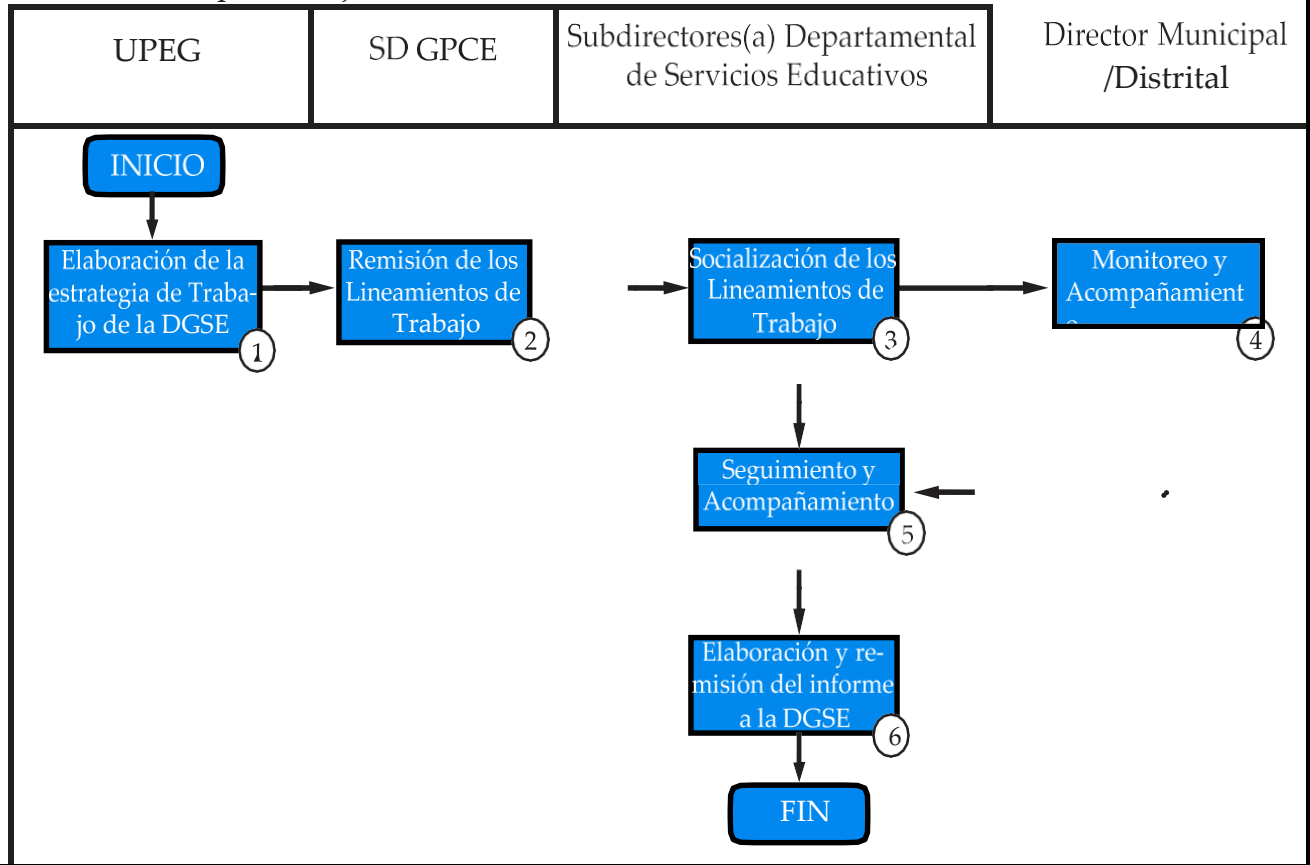 UPEG
SD GPCE
Subdirectores(a) Departamental
de Servicios Educativos
Director Municipal
/Distrital
INICIO
Elaboración de la
estrategia de Traba-
jo de la DGSE
1
Remisión de los
Lineamientos de
Trabajo
2
Socialización de los
Lineamientos de
Trabajo
3
Monitoreo y
Acompañamient
4
Seguimiento y
Acompañamiento
5
Elaboración y re-
misión del informe
a la DGSE
6
FIN